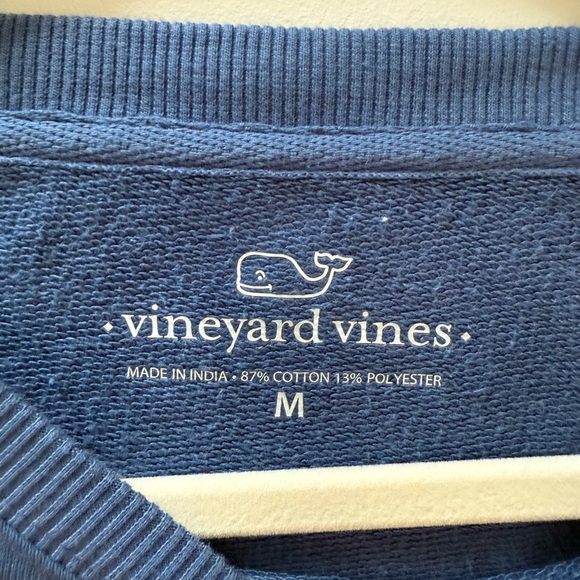 • vineyard vines •
MADE IN INDIA • 87% COTTON 13% POLYESTER
M